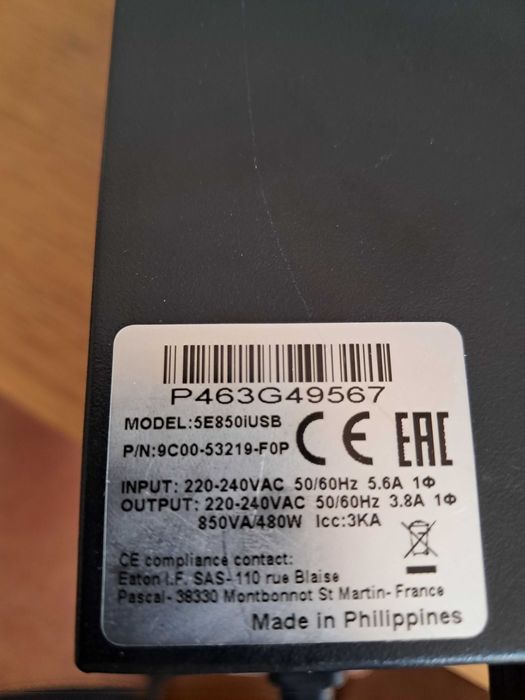 P463G49567
MODEL:5E850iUSB
P/N:9C00-53219-F0P
CE EAC
INPUT: 220-240VAC 50/60Hz 5.6A 1Φ
OUTPUT: 220-240VAC 50/60Hz 3.8A 1Φ
850VA/480W Icc:3KA
CE compliance contact:
Eaton I.F. SAS-110 rue Blaise
Pascal- 38330 Montbonnot St Martin- France
Made in Philippines